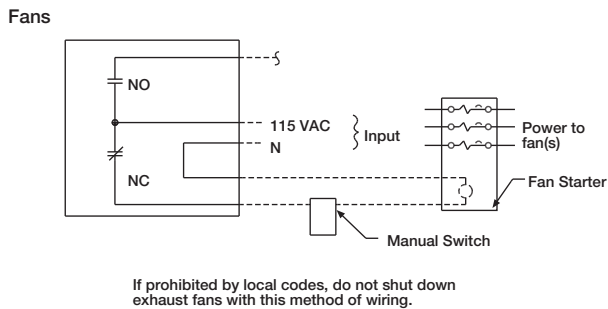 Fans
NO
115 VAC
Input
N
NC
Power to
fan(s)
Fan Starter
Manual Switch
If prohibited by local codes, do not shut down
exhaust fans with this method of wiring.